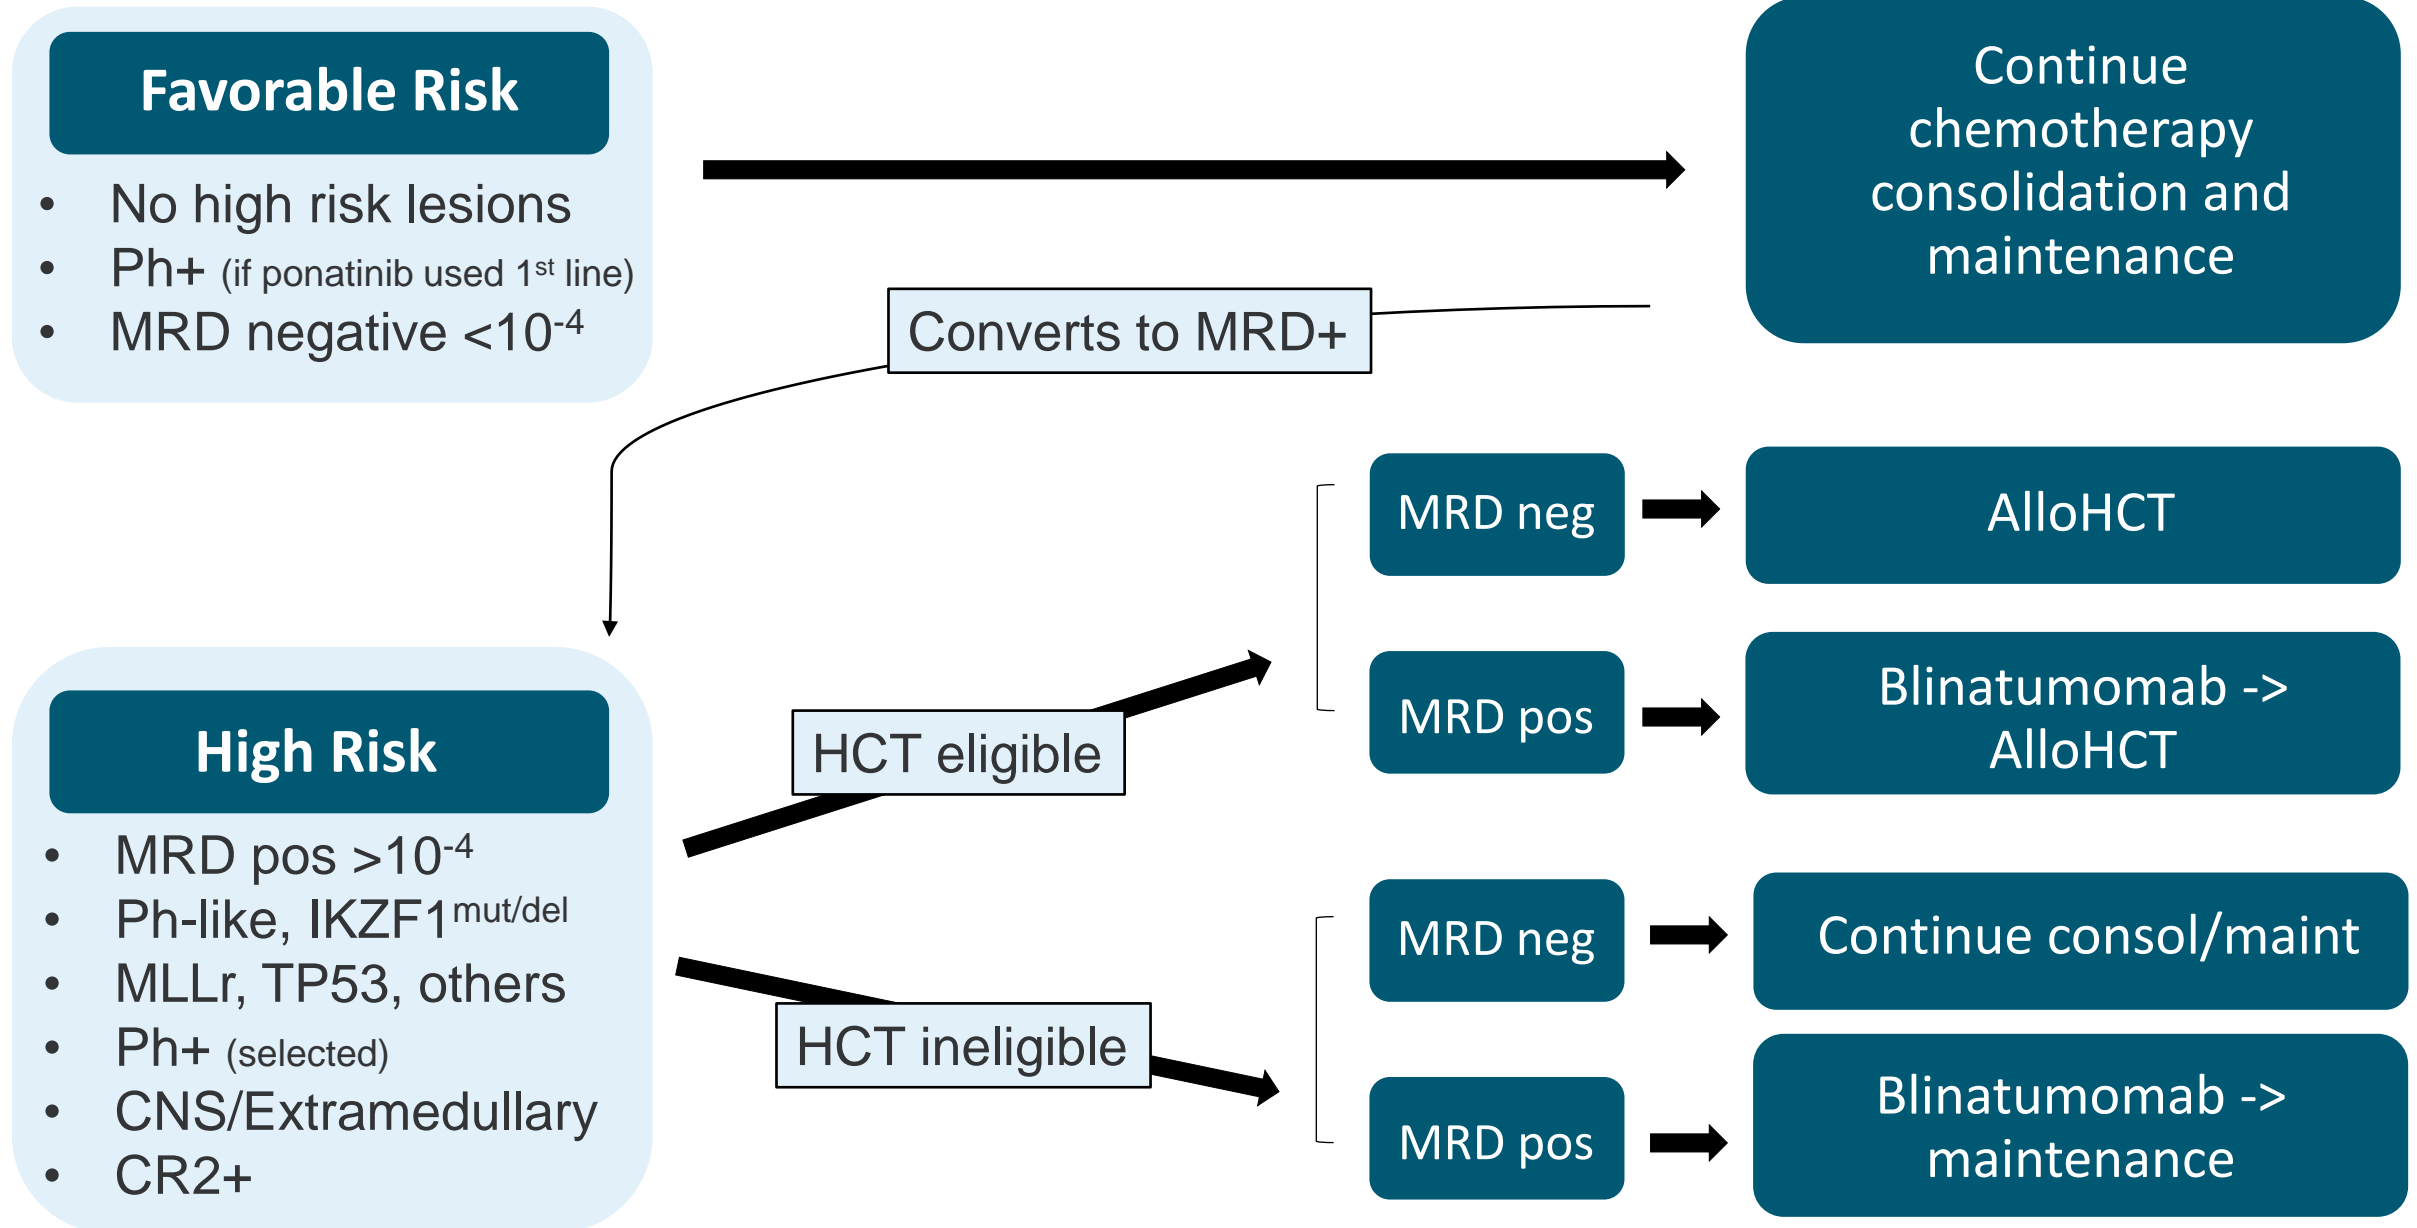 Favorable Risk
• No high risk lesions
• Ph+ (if ponatinib used 1st line)
• MRD negative <10-4
Continue
chemotherapy
consolidation and
maintenance
Converts to MRD+
High Risk
• MRD pos >10-4
• Ph-like, IKZF1mut/del
• MLLr, TP53, others
• Ph+ (selected)
• CNS/Extramedullary
• CR2+
HCT eligible
MRD neg
AlloHCT
MRD pos
Blinatumomab ->
AlloHCT
HCT ineligible
MRD neg
Continue consol/maint
MRD pos
Blinatumomab ->
maintenance